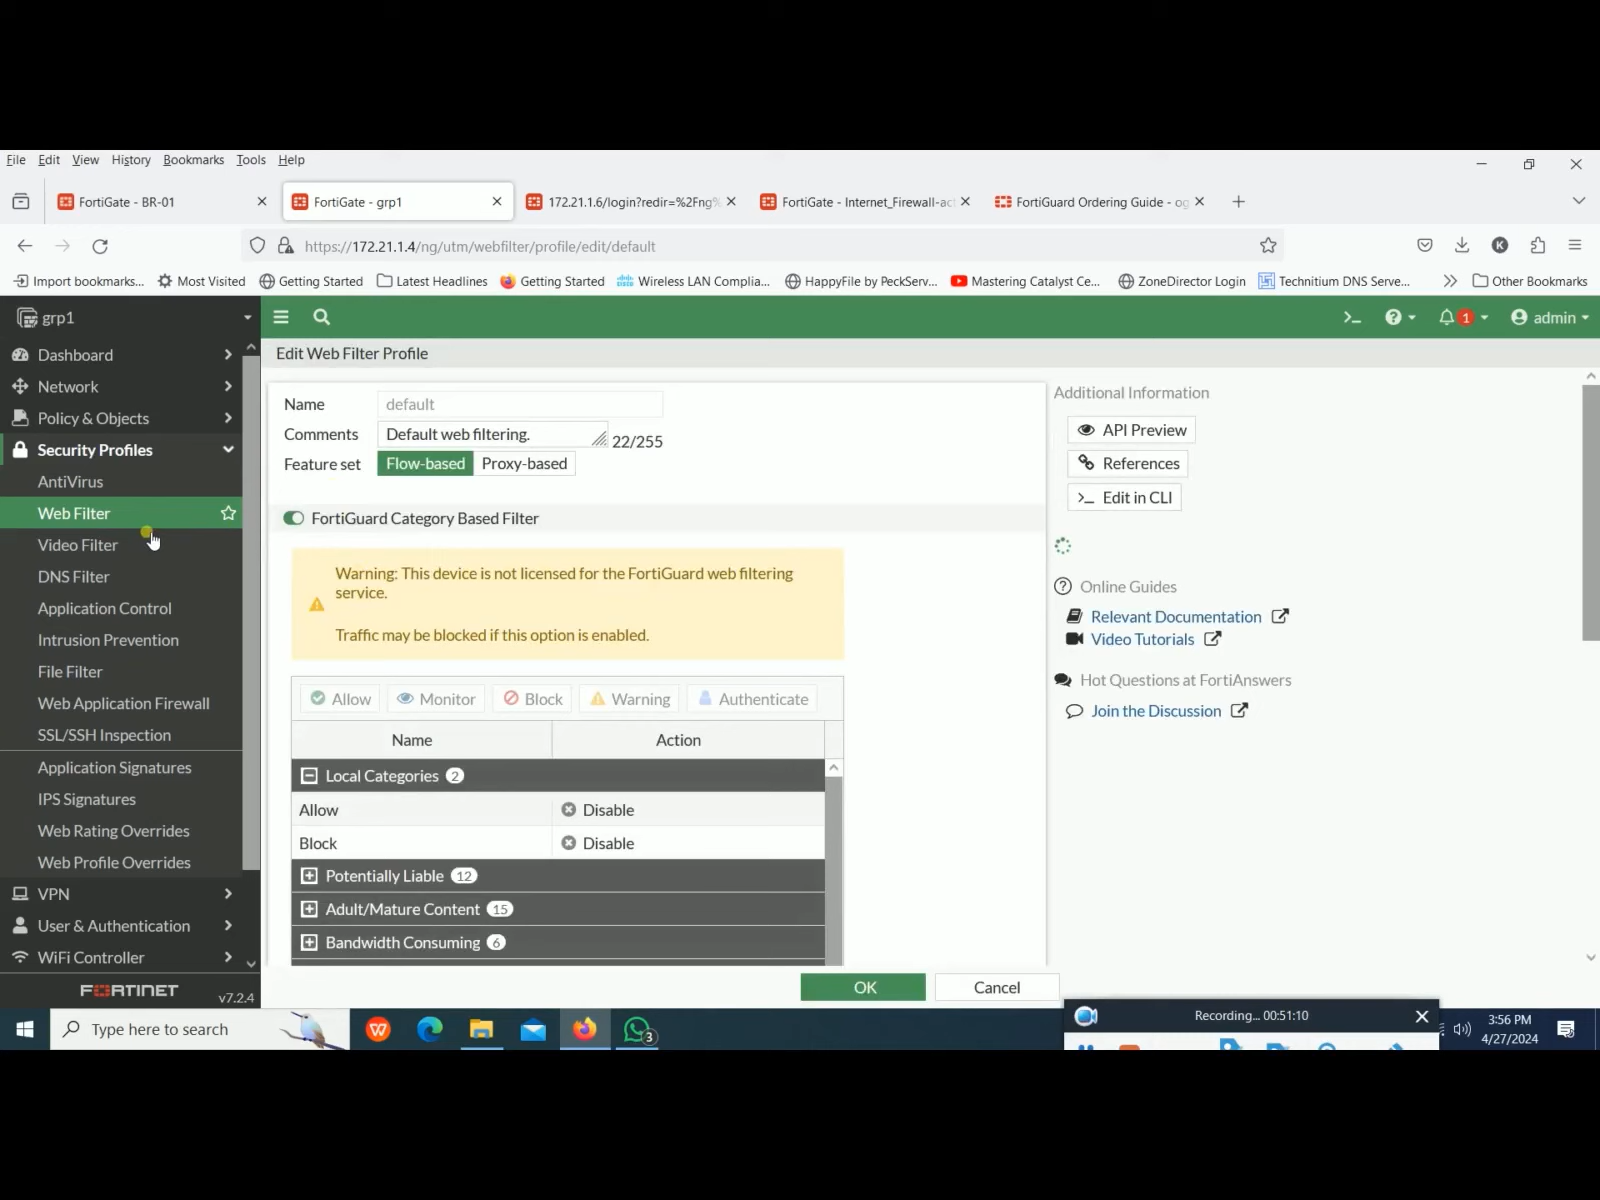 File Edit View History Bookmarks Tools Help
FortiGate - BR-01
FortiGate - grp1
172.21.1.6/login?redir=%2Fng%
FortiGate - Internet_Firewall-ac
FortiGuard Ordering Guide - og
https://172.21.1.4/ng/utm/webfilter/profile/edit/default
K
Import bookmarks... Most Visited Getting Started Latest Headlines Getting Started Wireless LAN Complia... HappyFile by PeckServ... Mastering Catalyst Ce... ZoneDirector Login Technitium DNS Serve... Other Bookmarks
grp1
1
admin
Dashboard
Network
Policy & Objects
Security Profiles
AntiVirus
Web Filter
Video Filter
DNS Filter
Application Control
Intrusion Prevention
File Filter
Web Application Firewall
SSL/SSH Inspection
Application Signatures
IPS Signatures
Web Rating Overrides
Web Profile Overrides
VPN
User & Authentication
WiFi Controller
FORTINET
v7.2.4
Edit Web Filter Profile
Name default
Comments Default web filtering. 22/255
Feature set Flow-based Proxy-based
FortiGuard Category Based Filter
Warning: This device is not licensed for the FortiGuard web filtering
service.
Traffic may be blocked if this option is enabled.
Allow Monitor Block Warning Authenticate
Name Action
Local Categories 2
Allow Disable
Block Disable
Potentially Liable 12
Adult/Mature Content 15
Bandwidth Consuming 6
OK Cancel
Additional Information
API Preview
References
>_ Edit in CLI
Online Guides
Relevant Documentation
Video Tutorials
Hot Questions at FortiAnswers
Join the Discussion
Type here to search
W
3
Recording... 00:51:10
3:56 PM
4/27/2024